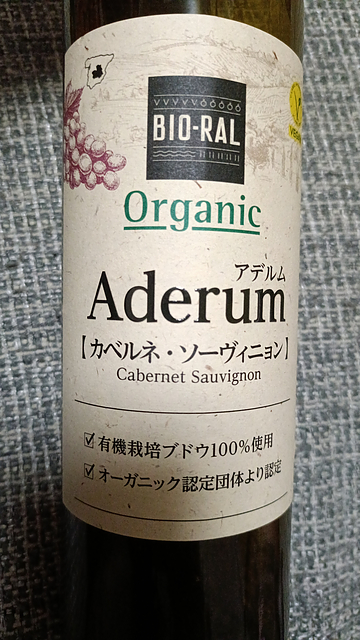 BIO-RAL
VEGAN
Organic
アデルム
Aderum
【カベルネ・ソーヴィニョン】
Cabernet Sauvignon
☑有機栽培ブドウ100%使用
☑オーガニック認定団体より認定